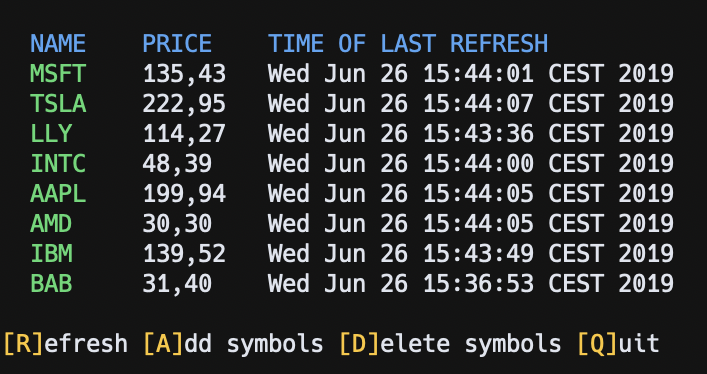 NAME PRICE TIME OF LAST REFRESH
MSFT 135,43 Wed Jun 26 15:44:01 CEST 2019
TSLA 222,95 Wed Jun 26 15:44:07 CEST 2019
LLY 114,27 Wed Jun 26 15:43:36 CEST 2019
INTC 48,39 Wed Jun 26 15:44:00 CEST 2019
AAPL 199,94 Wed Jun 26 15:44:05 CEST 2019
AMD 30,30 Wed Jun 26 15:44:05 CEST 2019
IBM 139,52 Wed Jun 26 15:43:49 CEST 2019
BAB 31,40 Wed Jun 26 15:36:53 CEST 2019
[R]efresh [A]dd symbols [D]elete symbols [Q]uit